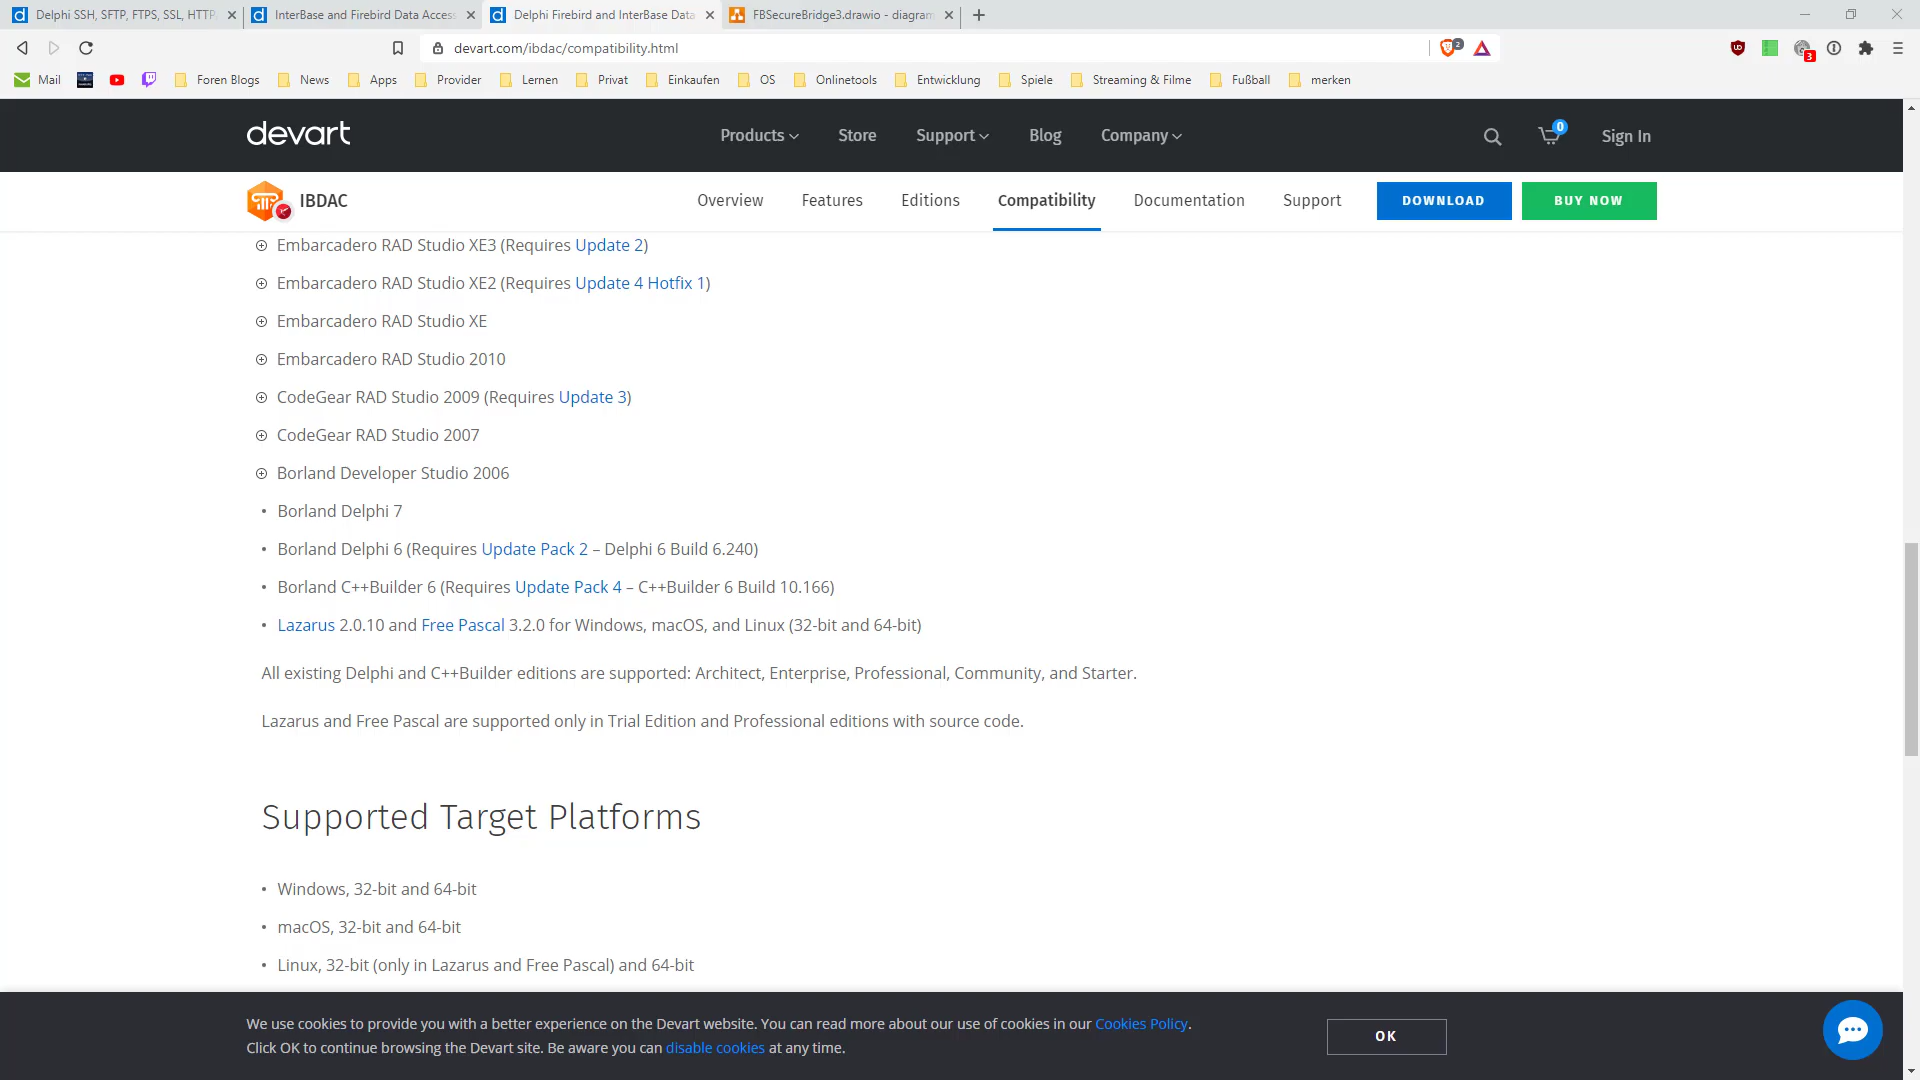 Delphi SSH, SFTP, FTPS, SSL, HTTP,
InterBase and Firebird Data Access
Delphi Firebird and InterBase Data
FBSecureBridge3.drawio - diagram
devart.com/ibdac/compatibility.html
2
3
Mail
Foren Blogs
News
Apps
Provider
Lernen
Privat
Einkaufen
OS
Onlinetools
Entwicklung
Spiele
Streaming & Filme
Fußball
merken
devart
Products
Store
Support
Blog
Company
0
Sign In
IBDAC
Overview
Features
Editions
Compatibility
Documentation
Support
DOWNLOAD
BUY NOW
Embarcadero RAD Studio XE3 (Requires Update 2)
Embarcadero RAD Studio XE2 (Requires Update 4 Hotfix 1)
Embarcadero RAD Studio XE
Embarcadero RAD Studio 2010
CodeGear RAD Studio 2009 (Requires Update 3)
CodeGear RAD Studio 2007
Borland Developer Studio 2006
• Borland Delphi 7
• Borland Delphi 6 (Requires Update Pack 2 – Delphi 6 Build 6.240)
• Borland C++Builder 6 (Requires Update Pack 4 – C++Builder 6 Build 10.166)
• Lazarus 2.0.10 and Free Pascal 3.2.0 for Windows, macOS, and Linux (32-bit and 64-bit)
All existing Delphi and C++Builder editions are supported: Architect, Enterprise, Professional, Community, and Starter.
Lazarus and Free Pascal are supported only in Trial Edition and Professional editions with source code.
Supported Target Platforms
• Windows, 32-bit and 64-bit
• macOS, 32-bit and 64-bit
• Linux, 32-bit (only in Lazarus and Free Pascal) and 64-bit
We use cookies to provide you with a better experience on the Devart website. You can read more about our use of cookies in our Cookies Policy.
Click OK to continue browsing the Devart site. Be aware you can disable cookies at any time.
OK